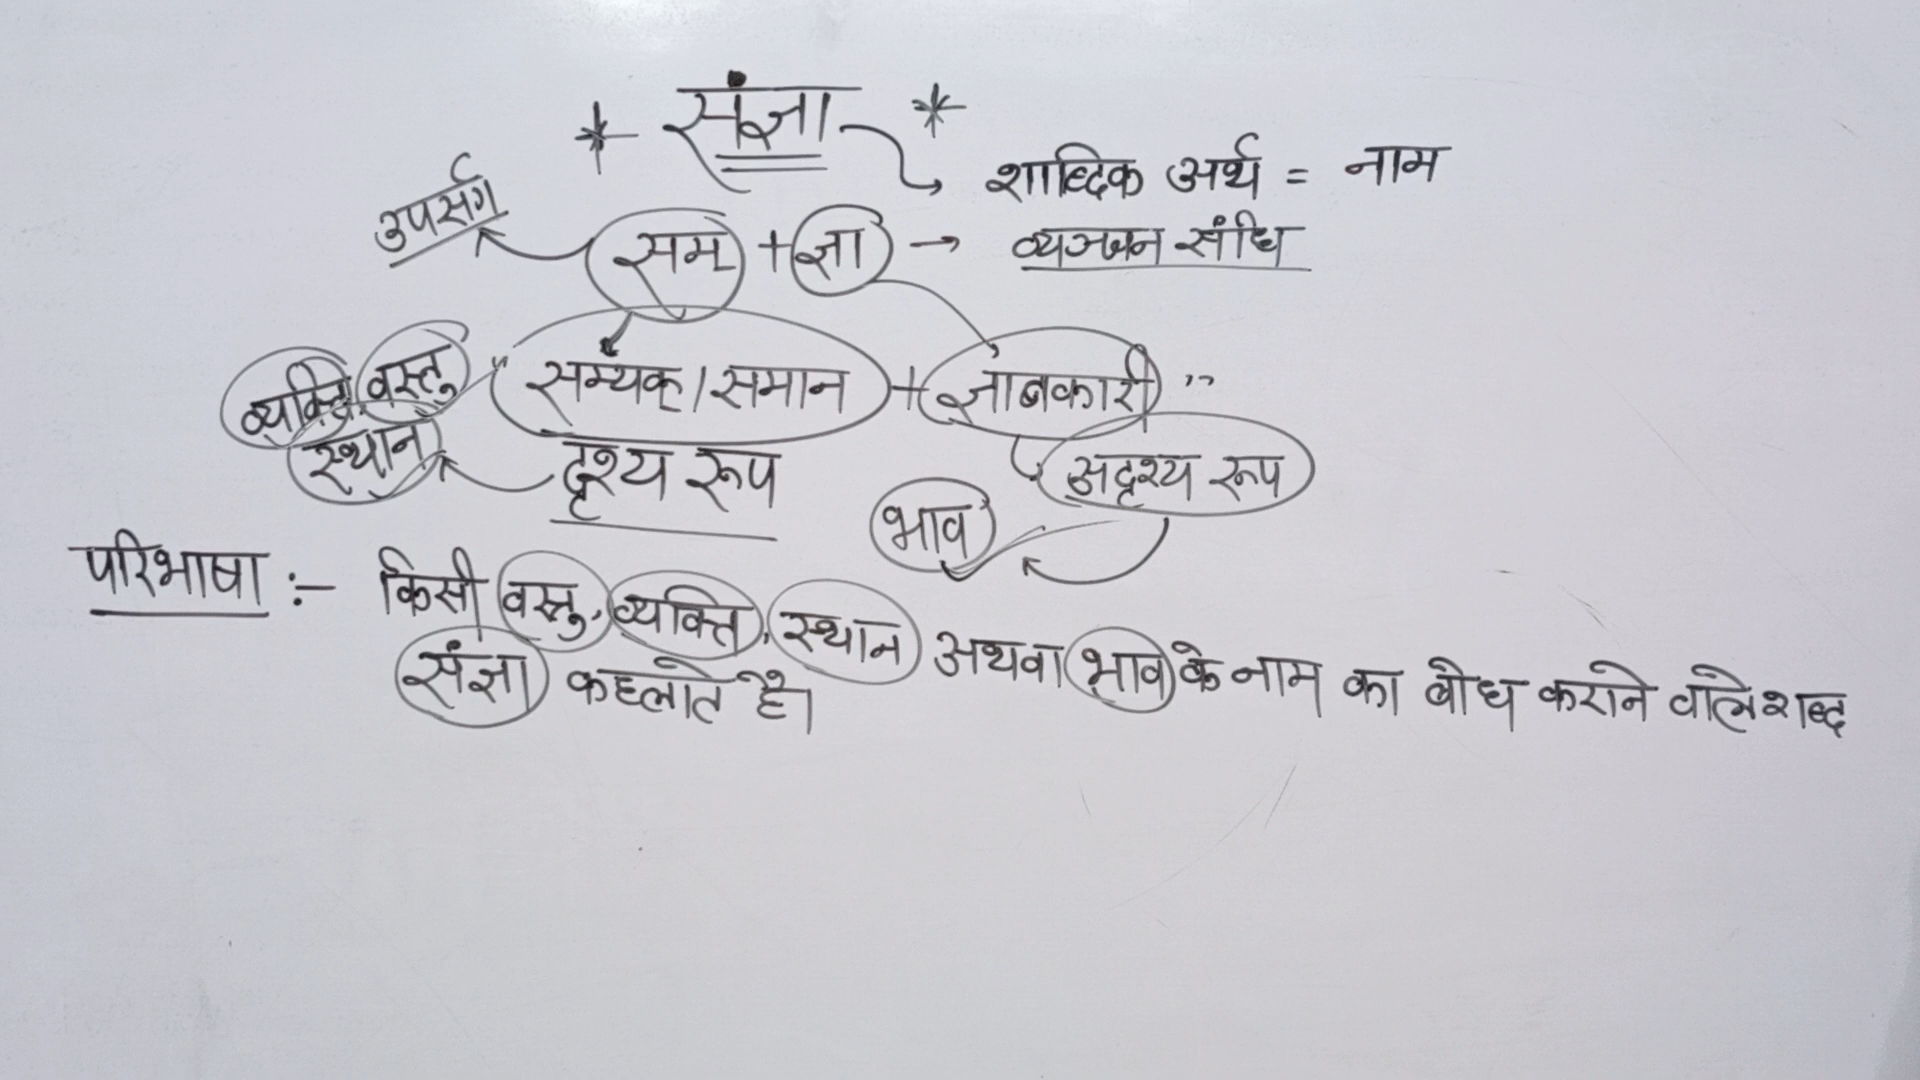 * संज्ञा *
शाब्दिक अर्थ = नाम
उपसर्ग
सम् + ज्ञा → व्यञ्जन संधि
व्यक्ति, वस्तु
स्थान
" सम्यक् / समान + ज्ञानकारी "
दृश्य रूप
अदृश्य रूप
भाव
परिभाषा :- किसी वस्तु, व्यक्ति, स्थान अथवा भाव के नाम का बोध कराने वाले शब्द
संज्ञा कहलाते है।